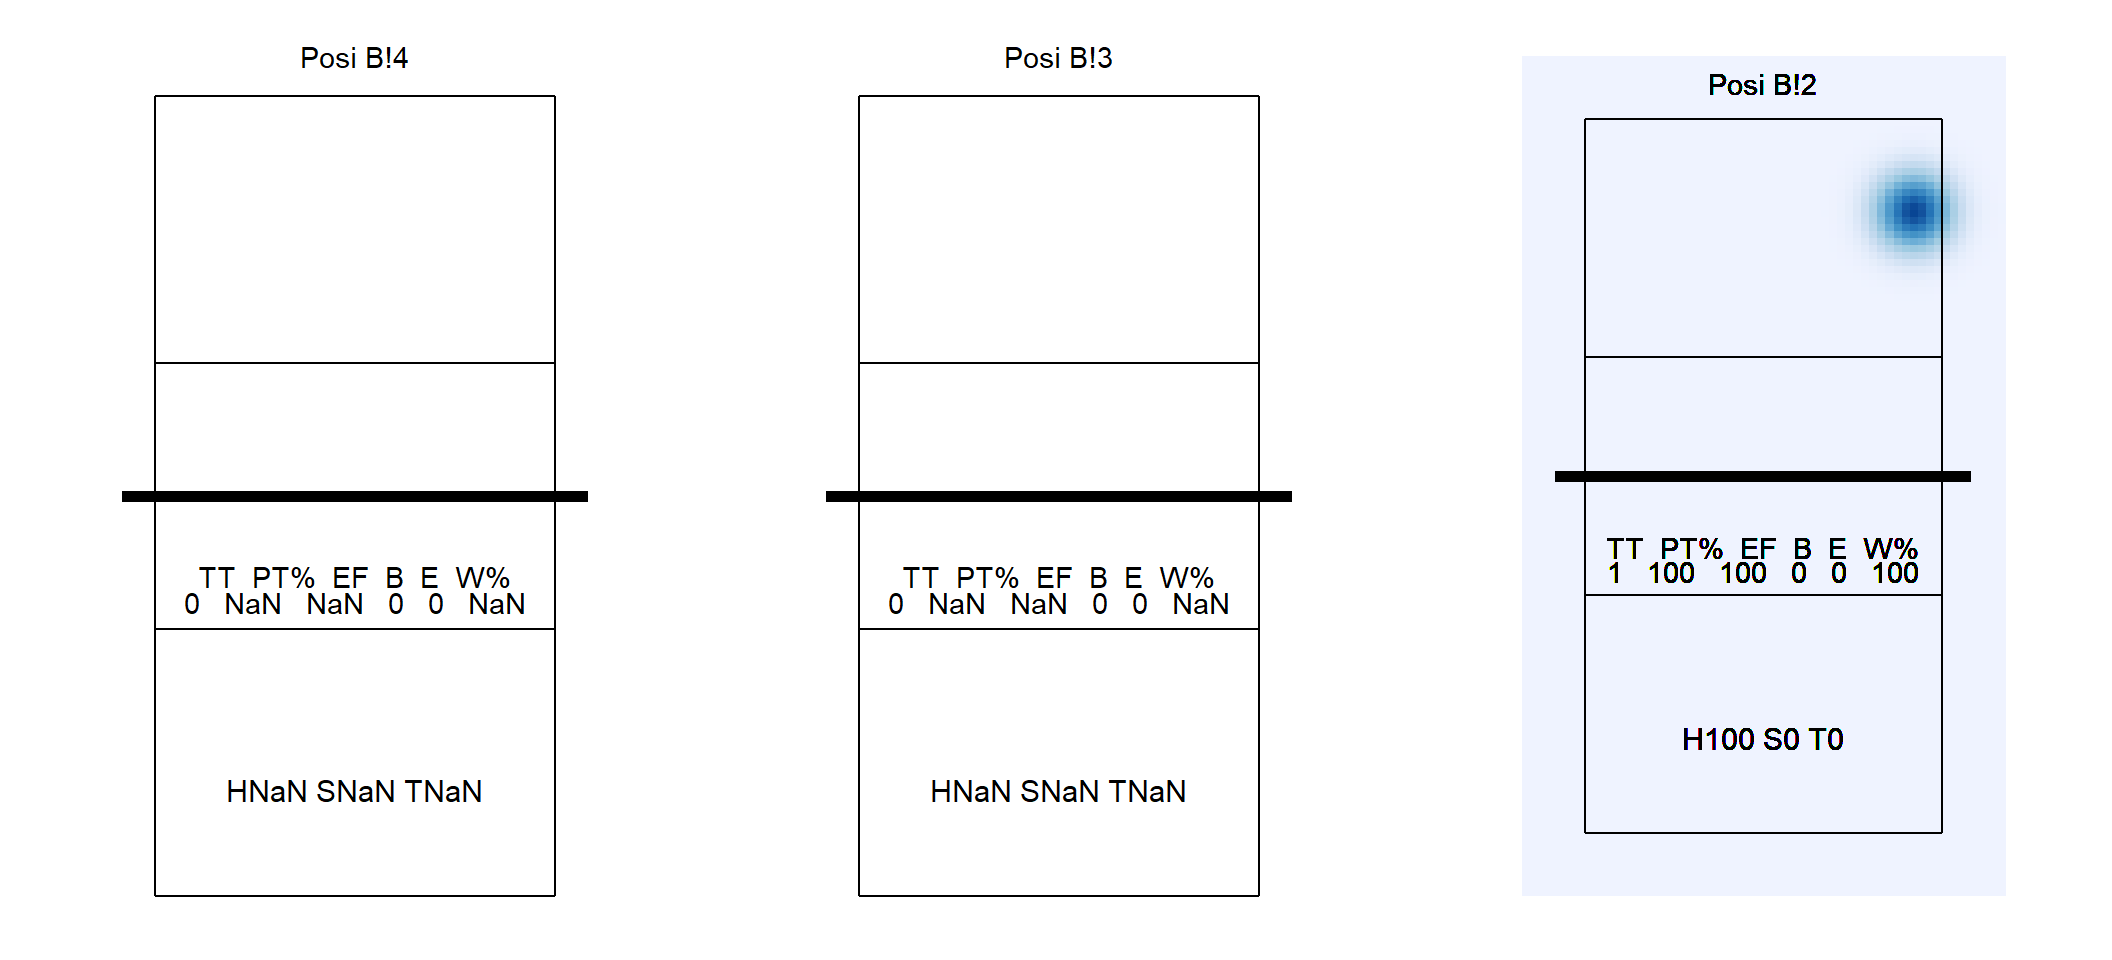 Posi B!4
TT PT% EF B E W%
0 NaN NaN 0 0 NaN
HNaN SNaN TNaN
Posi B!3
TT PT% EF B E W%
0 NaN NaN 0 0 NaN
HNaN SNaN TNaN
Posi B!2
TT PT% EF B E W%
1 100 100 0 0 100
H100 S0 T0